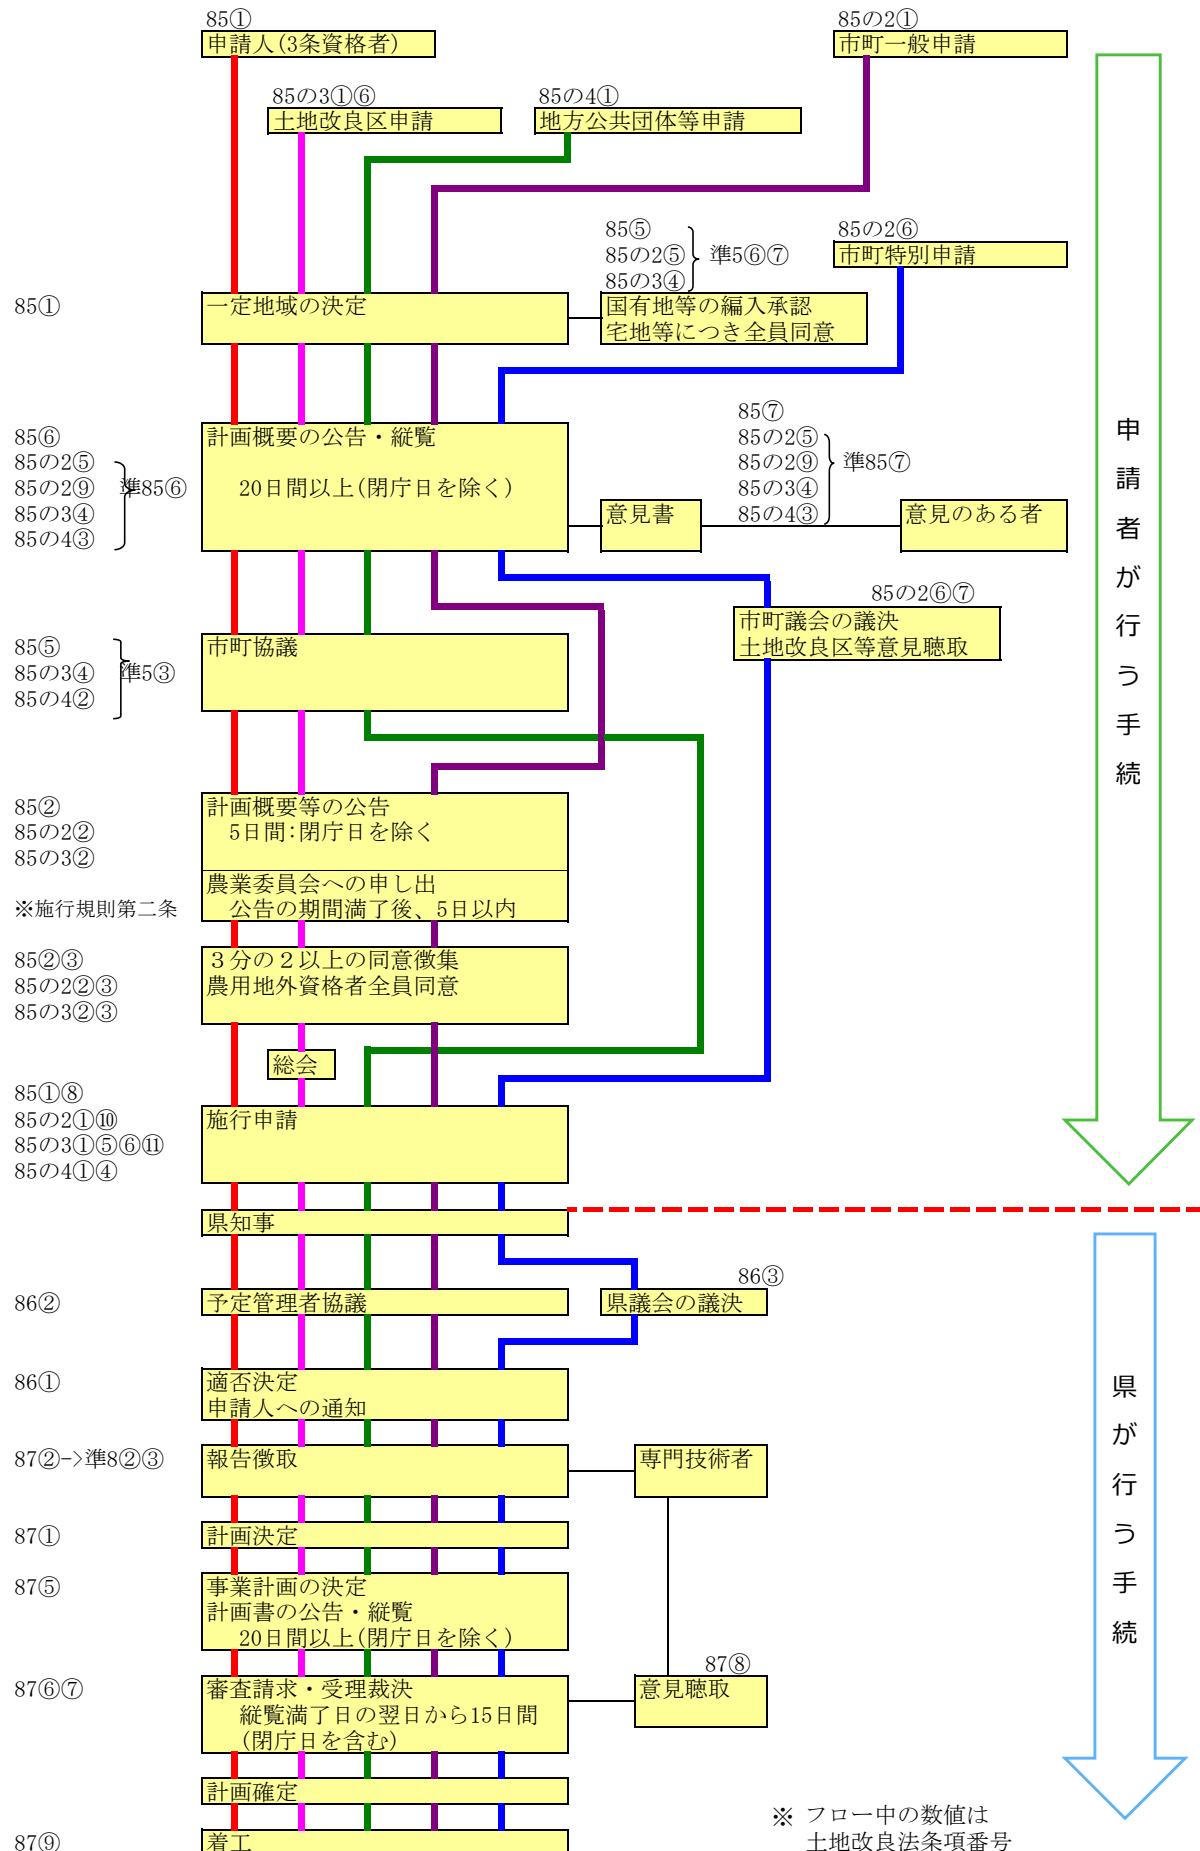 85①
申請人(3条資格者)
85の2①
市町一般申請
85の3①⑥
土地改良区申請
85の4①
地方公共団体等申請
85⑤
85の2⑤
85の3④
準5⑥⑦
85の2⑥
市町特別申請
85①
一定地域の決定
国有地等の編入承認
宅地等につき全員同意
85⑥
85の2⑤
85の2⑨
85の3④
85の4③
準85⑥
計画概要の公告・縦覧
20日間以上(閉庁日を除く)
85⑦
85の2⑤
85の2⑨
85の3④
85の4③
準85⑦
意見書
意見のある者
85の2⑥⑦
市町議会の議決
土地改良区等意見聴取
85⑤
85の3④
85の4②
準5③
市町協議
85②
85の2②
85の3②
※施行規則第二条
計画概要等の公告
5日間:閉庁日を除く
農業委員会への申し出
公告の期間満了後、5日以内
85②③
85の2②③
85の3②③
3分の2以上の同意徴集
農用地外資格者全員同意
総会
85①⑧
85の2①⑩
85の3①⑤⑥⑪
85の4①④
施行申請
申請者が行う手続
県知事
86②
予定管理者協議
86③
県議会の議決
86①
適否決定
申請人への通知
87②->準8②③
報告徴取
専門技術者
87①
計画決定
87⑤
事業計画の決定
計画書の公告・縦覧
20日間以上(閉庁日を除く)
87⑥⑦
審査請求・受理裁決
縦覧満了日の翌日から15日間
(閉庁日を含む)
87⑧
意見聴取
県が行う手続
計画確定
87⑨
着工
※ フロー中の数値は
土地改良法条項番号